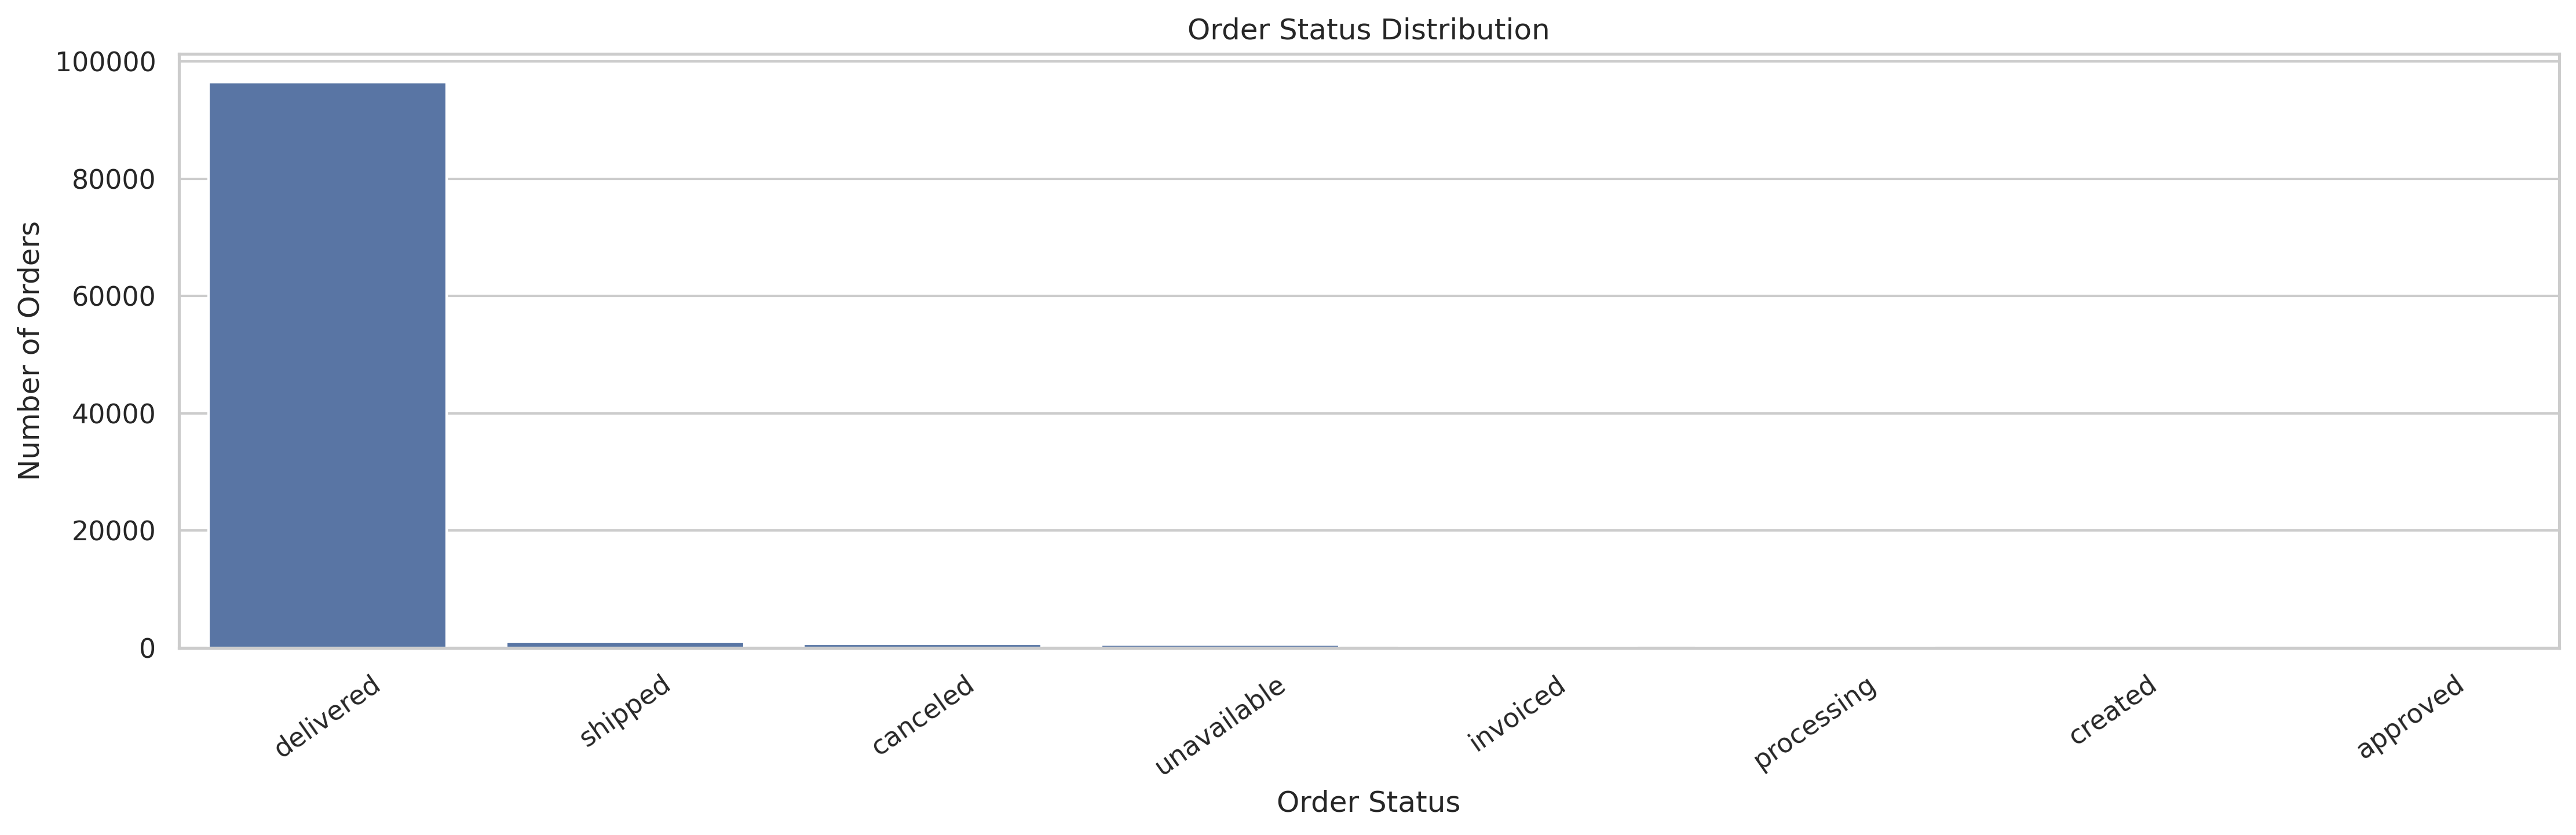 Order Status Distribution
Number of Orders
100000
80000
60000
40000
20000
0
delivered
shipped
canceled
unavailable
invoiced
processing
created
approved
Order Status